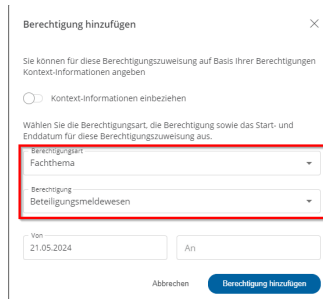 Berechtigung hinzufügen
Sie können für diese Berechtigungszuweisung auf Basis Ihrer Berechtigungen
Kontext-Informationen angeben
Kontext-Informationen einbeziehen
Wählen Sie die Berechtigungsart, die Berechtigung sowie das Start- und
Enddatum für diese Berechtigungszuweisung aus.
Berechtigungsart
Fachthema
Berechtigung
Beteiligungsmeldewesen
Von
21.05.2024
An
Abbrechen
Berechtigung hinzufügen